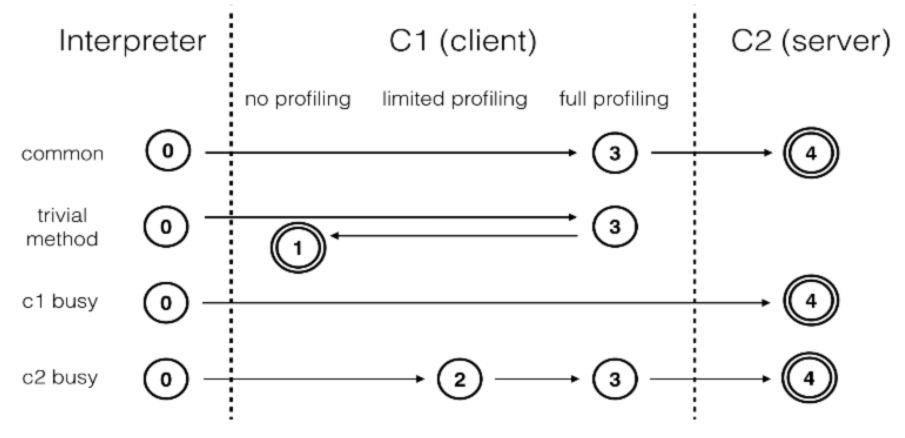 Interpreter C1 (client) C2 (server)
no profiling limited profiling full profiling
common 0 3 4
trivial
method 0 1 3
c1 busy 0 4
c2 busy 0 2 3 4